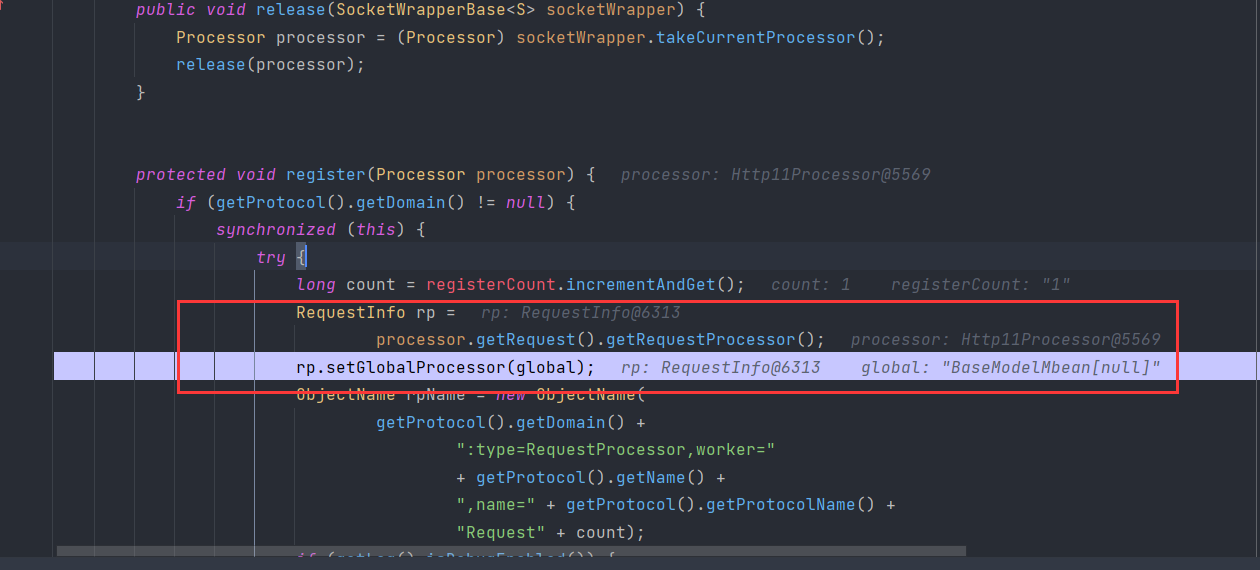 public void release(SocketWrapperBase<S> socketWrapper) {
Processor processor = (Processor) socketWrapper.takeCurrentProcessor();
release(processor);
}
protected void register(Processor processor) {   processor: Http11Processor@5569
if (getProtocol().getDomain() != null) {
synchronized (this) {
try {
long count = registerCount.incrementAndGet();   count: 1    registerCount: "1"
RequestInfo rp =   rp: RequestInfo@6313
processor.getRequest().getRequestProcessor();   processor: Http11Processor@5569
rp.setGlobalProcessor(global);   rp: RequestInfo@6313    global: "BaseModelMbean[null]"
ObjectName rpName = new ObjectName(
getProtocol().getDomain() +
":type=RequestProcessor,worker="
+ getProtocol().getName() +
",name=" + getProtocol().getProtocolName() +
"Request" + count);
if (getLog().isDebugEnabled()) {